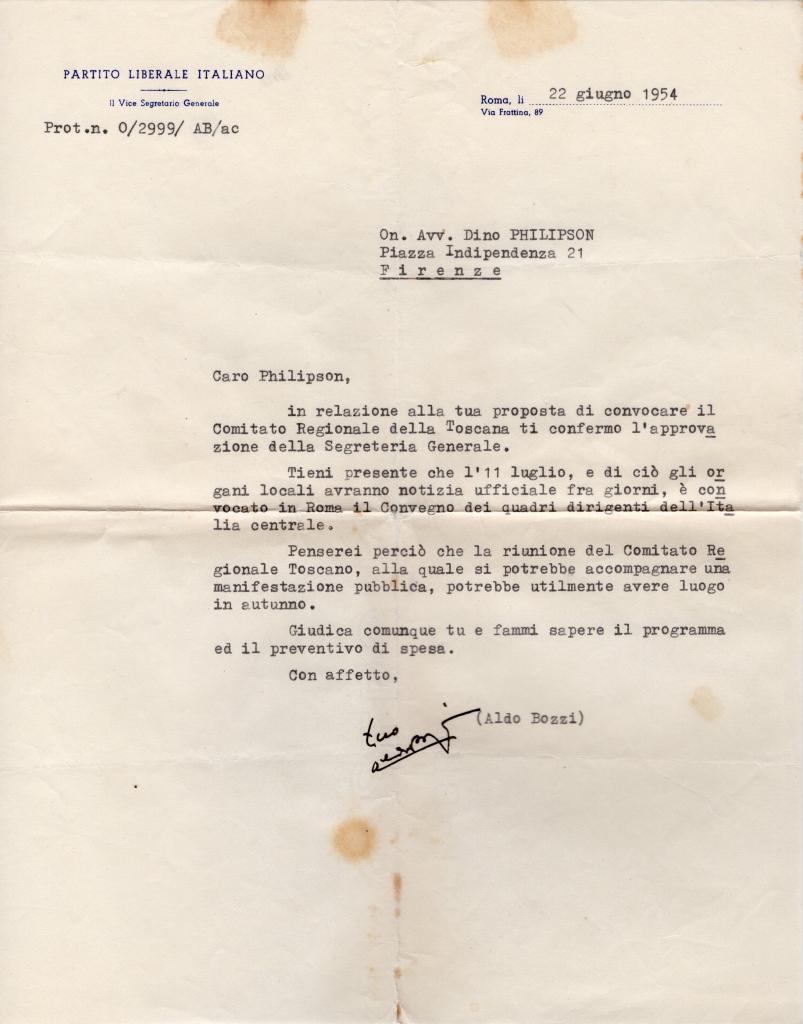 PARTITO LIBERALE ITALIANO
Il Vice Segretario Generale
Prot.n. O/2999/ AB/ac
Roma, li 22 giugno 1954
Via Frattina, 89
On. Avv. Dino PHILIPSON
Piazza Indipendenza 21
F i r e n z e
Caro Philipson,
in relazione alla tua proposta di convocare il
Comitato Regionale della Toscana ti confermo l'approva
zione della Segreteria Generale.
Tieni presente che l'11 luglio, e di ciò gli or
gani locali avranno notizia ufficiale fra giorni, è con
vocato in Roma il Convegno dei quadri dirigenti dell'Ita
lia centrale.
Penserei perciò che la riunione del Comitato Re
gionale Toscano, alla quale si potrebbe accompagnare una
manifestazione pubblica, potrebbe utilmente avere luogo
in autunno.
Giudica comunque tu e fammi sapere il programma
ed il preventivo di spesa.
Con affetto,
(Aldo Bozzi)
tuo